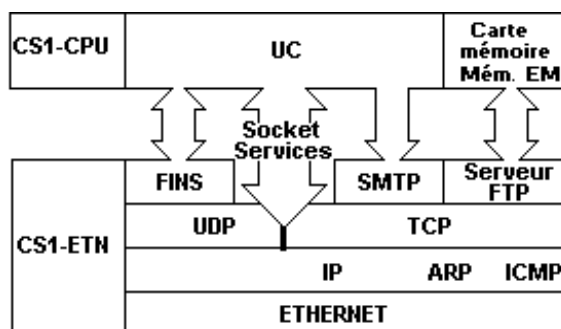 CS1-CPU
UC
Carte
mémoire
Mém. EM
Socket
Services
FINS
SMTP
Serveur
FTP
CS1-ETN
UDP
TCP
IP
ARP
ICMP
ETHERNET